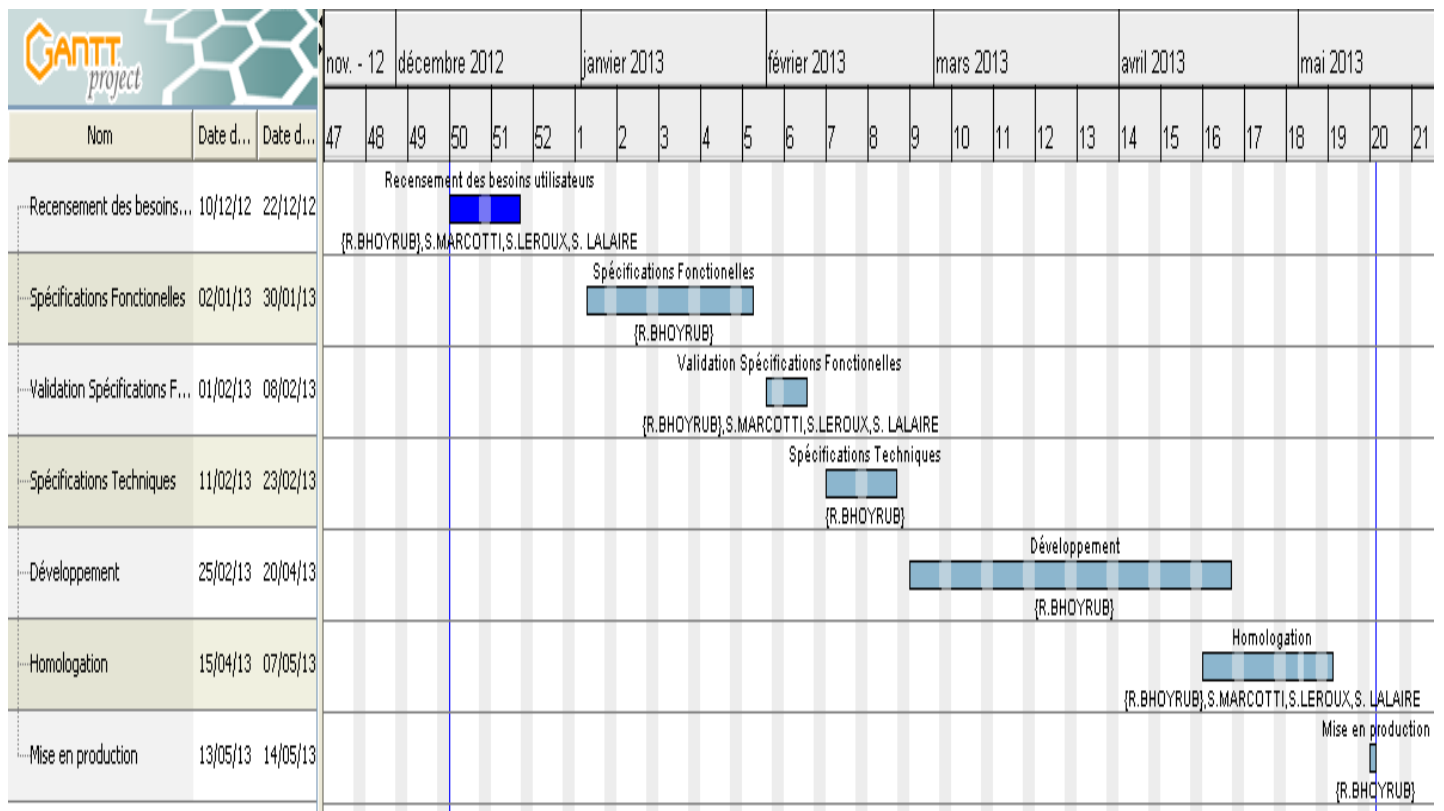 GANTT
project
nov. - 12 décembre 2012 janvier 2013 février 2013 mars 2013 avril 2013 mai 2013
Nom Date d... Date d... 47 48 49 50 51 52 1 2 3 4 5 6 7 8 9 10 11 12 13 14 15 16 17 18 19 20 21
Recensement des besoins utilisateurs
Recensement des besoins... 10/12/12 22/12/12
{R.BHOYRUB},S.MARCOTTI,S.LEROUX,S. LALAIRE
Spécifications Fonctionelles
Spécifications Fonctionelles 02/01/13 30/01/13
{R.BHOYRUB}
Validation Spécifications Fonctionelles
Validation Spécifications F... 01/02/13 08/02/13
{R.BHOYRUB},S.MARCOTTI,S.LEROUX,S. LALAIRE
Spécifications Techniques
Spécifications Techniques 11/02/13 23/02/13
{R.BHOYRUB}
Développement
Développement 25/02/13 20/04/13
{R.BHOYRUB}
Homologation
Homologation 15/04/13 07/05/13
{R.BHOYRUB},S.MARCOTTI,S.LEROUX,S. LALAIRE
Mise en production
Mise en production 13/05/13 14/05/13
{R.BHOYRUB}